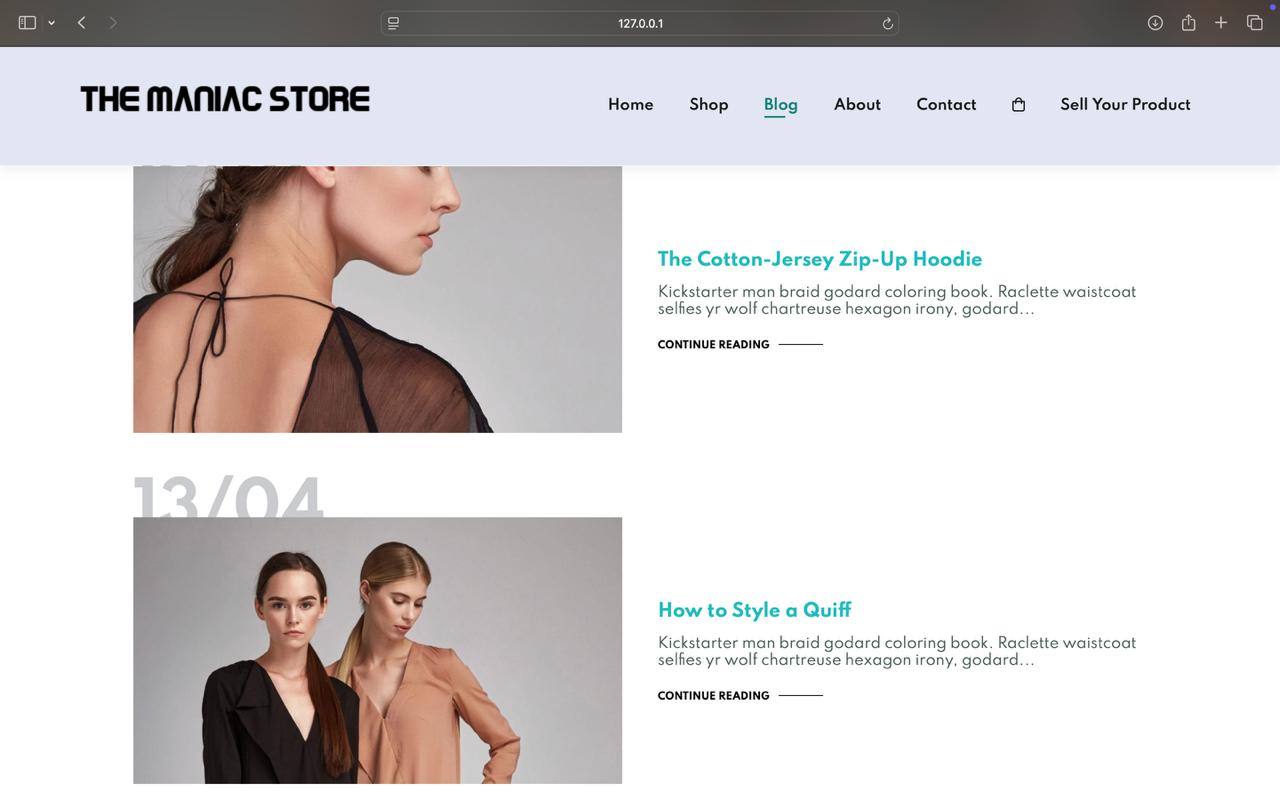 127.0.0.1
THE MANIAC STORE
Home Shop Blog About Contact Sell Your Product
The Cotton-Jersey Zip-Up Hoodie
Kickstarter man braid godard coloring book. Raclette waistcoat
selfies yr wolf chartreuse hexagon irony, godard...
CONTINUE READING
13/04
How to Style a Quiff
Kickstarter man braid godard coloring book. Raclette waistcoat
selfies yr wolf chartreuse hexagon irony, godard...
CONTINUE READING